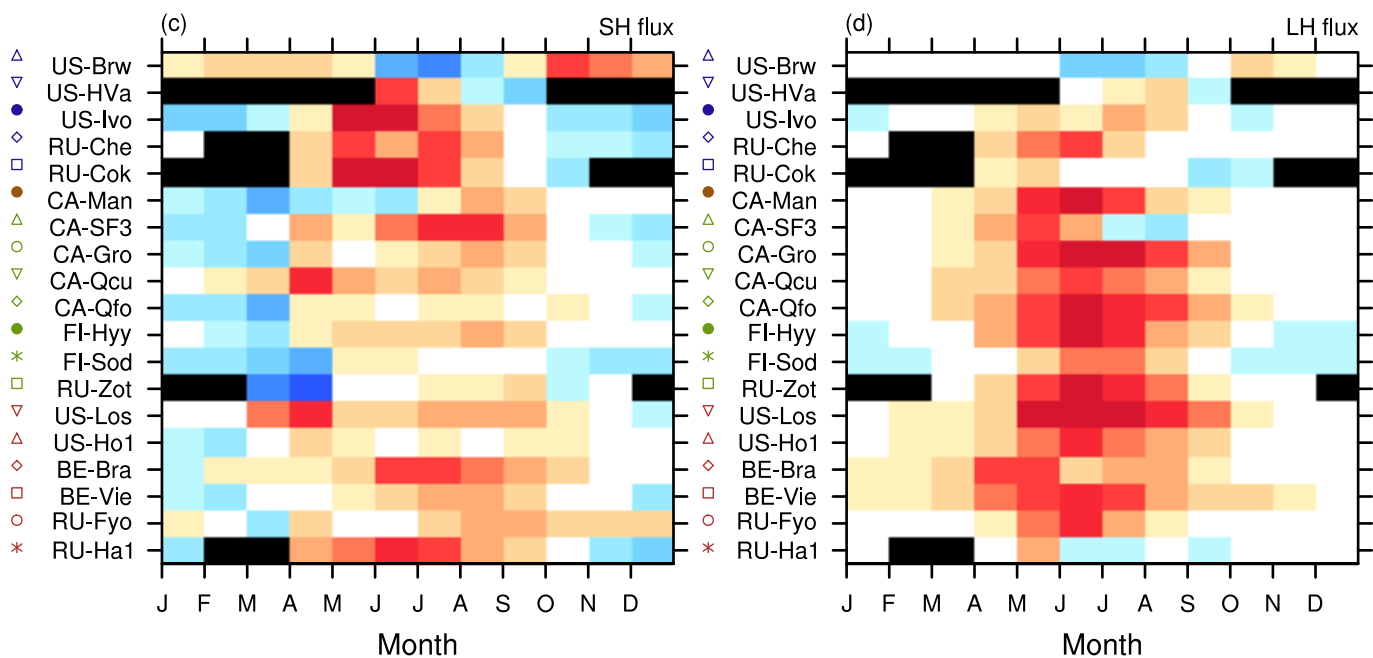 (c) SH flux
US-Brw
US-HVa
US-Ivo
RU-Che
RU-Cok
CA-Man
CA-SF3
CA-Gro
CA-Qcu
CA-Qfo
FI-Hyy
FI-Sod
RU-Zot
US-Los
US-Ho1
BE-Bra
BE-Vie
RU-Fyo
RU-Ha1
J F M A M J J A S O N D
Month
(d) LH flux
US-Brw
US-HVa
US-Ivo
RU-Che
RU-Cok
CA-Man
CA-SF3
CA-Gro
CA-Qcu
CA-Qfo
FI-Hyy
FI-Sod
RU-Zot
US-Los
US-Ho1
BE-Bra
BE-Vie
RU-Fyo
RU-Ha1
J F M A M J J A S O N D
Month